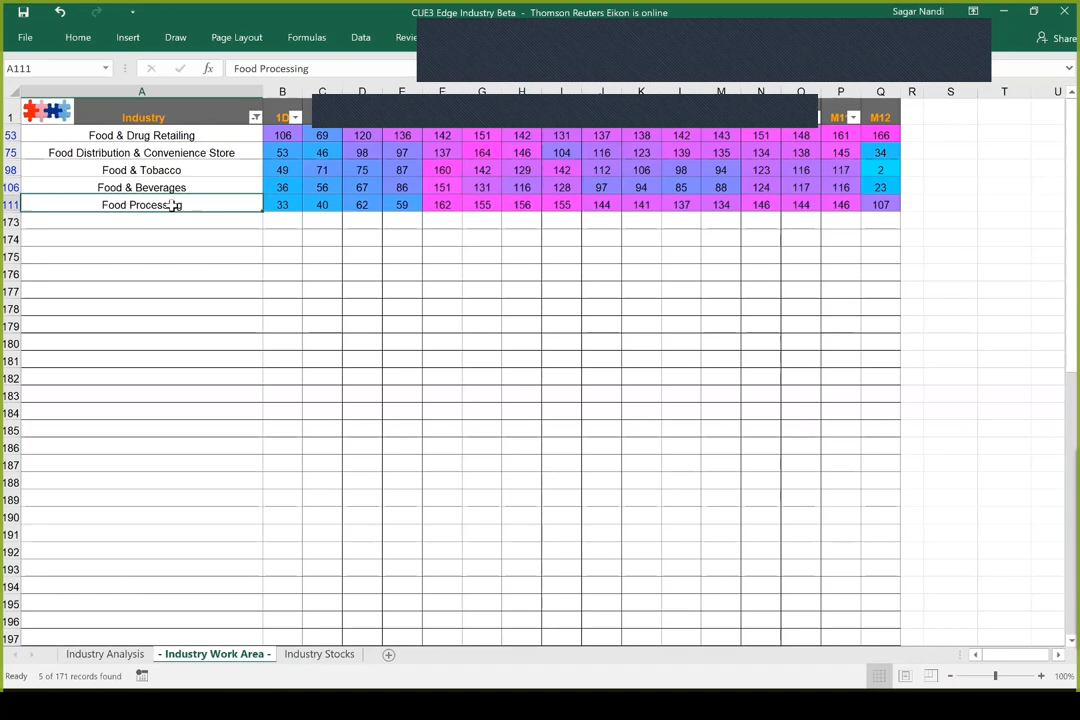 CUE3 Edge Industry Beta - Thomson Reuters Eikon is online
Sagar Nandi
File Home Insert Draw Page Layout Formulas Data Share
A111 fx Food Processing
A B C D E F G H I J K L M N O P Q R S T U
1 Industry 1D M1 M12
53 Food & Drug Retailing 106 69 120 136 142 151 142 131 137 138 142 143 151 148 161 166
75 Food Distribution & Convenience Store 53 46 98 97 137 164 146 104 116 123 139 135 134 138 145 34
98 Food & Tobacco 49 71 75 87 160 142 129 142 112 106 98 94 123 116 117 2
106 Food & Beverages 36 56 67 86 151 131 116 128 97 94 85 88 124 117 116 23
111 Food Processing 33 40 62 59 162 155 156 155 144 141 137 134 146 144 146 107
173
174
175
176
177
178
179
180
181
182
183
184
185
186
187
188
189
190
191
192
193
194
195
196
197
Industry Analysis - Industry Work Area - Industry Stocks
Ready 5 of 171 records found 100%